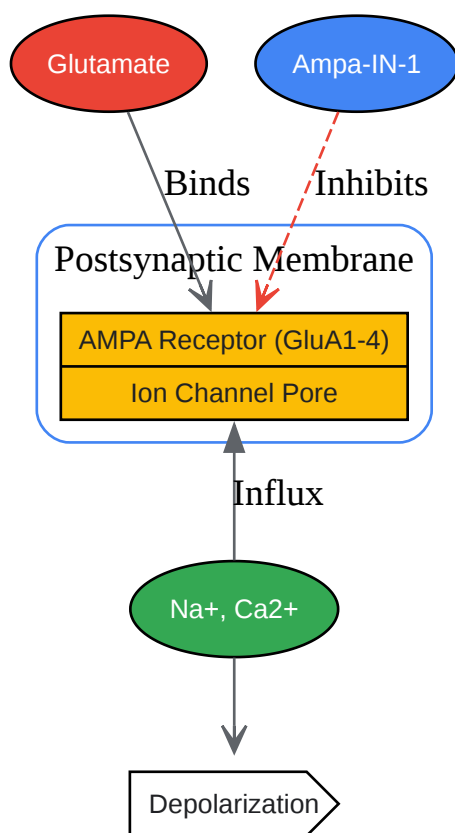 Glutamate
Ampa-IN-1
Binds
Inhibits
Postsynaptic Membrane
AMPA Receptor (GluA1-4)
Ion Channel Pore
Influx
Na+, Ca2+
Depolarization